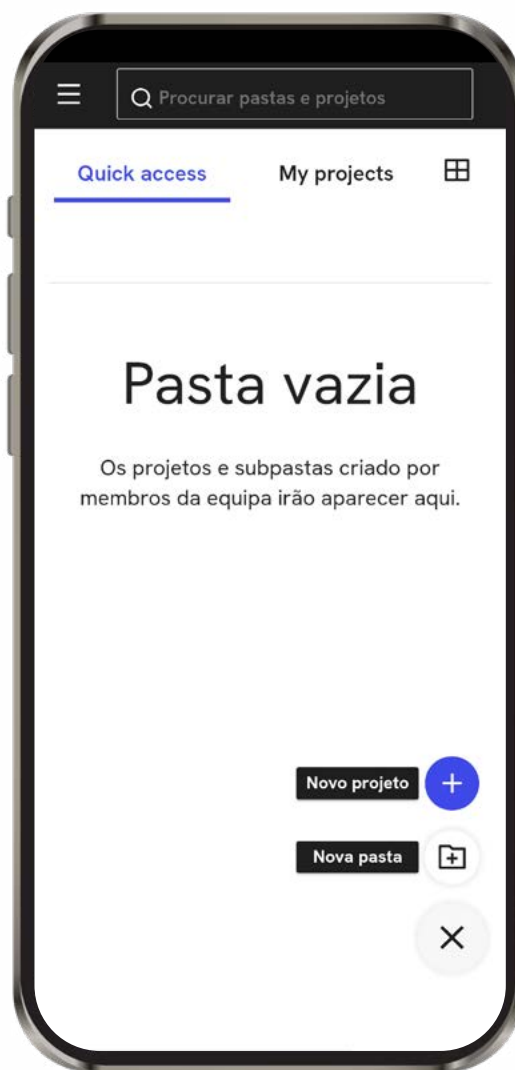 Procurar pastas e projetos
Quick access
My projects
Pasta vazia
Os projetos e subpastas criado por
membros da equipa irão aparecer aqui.
Novo projeto
Nova pasta